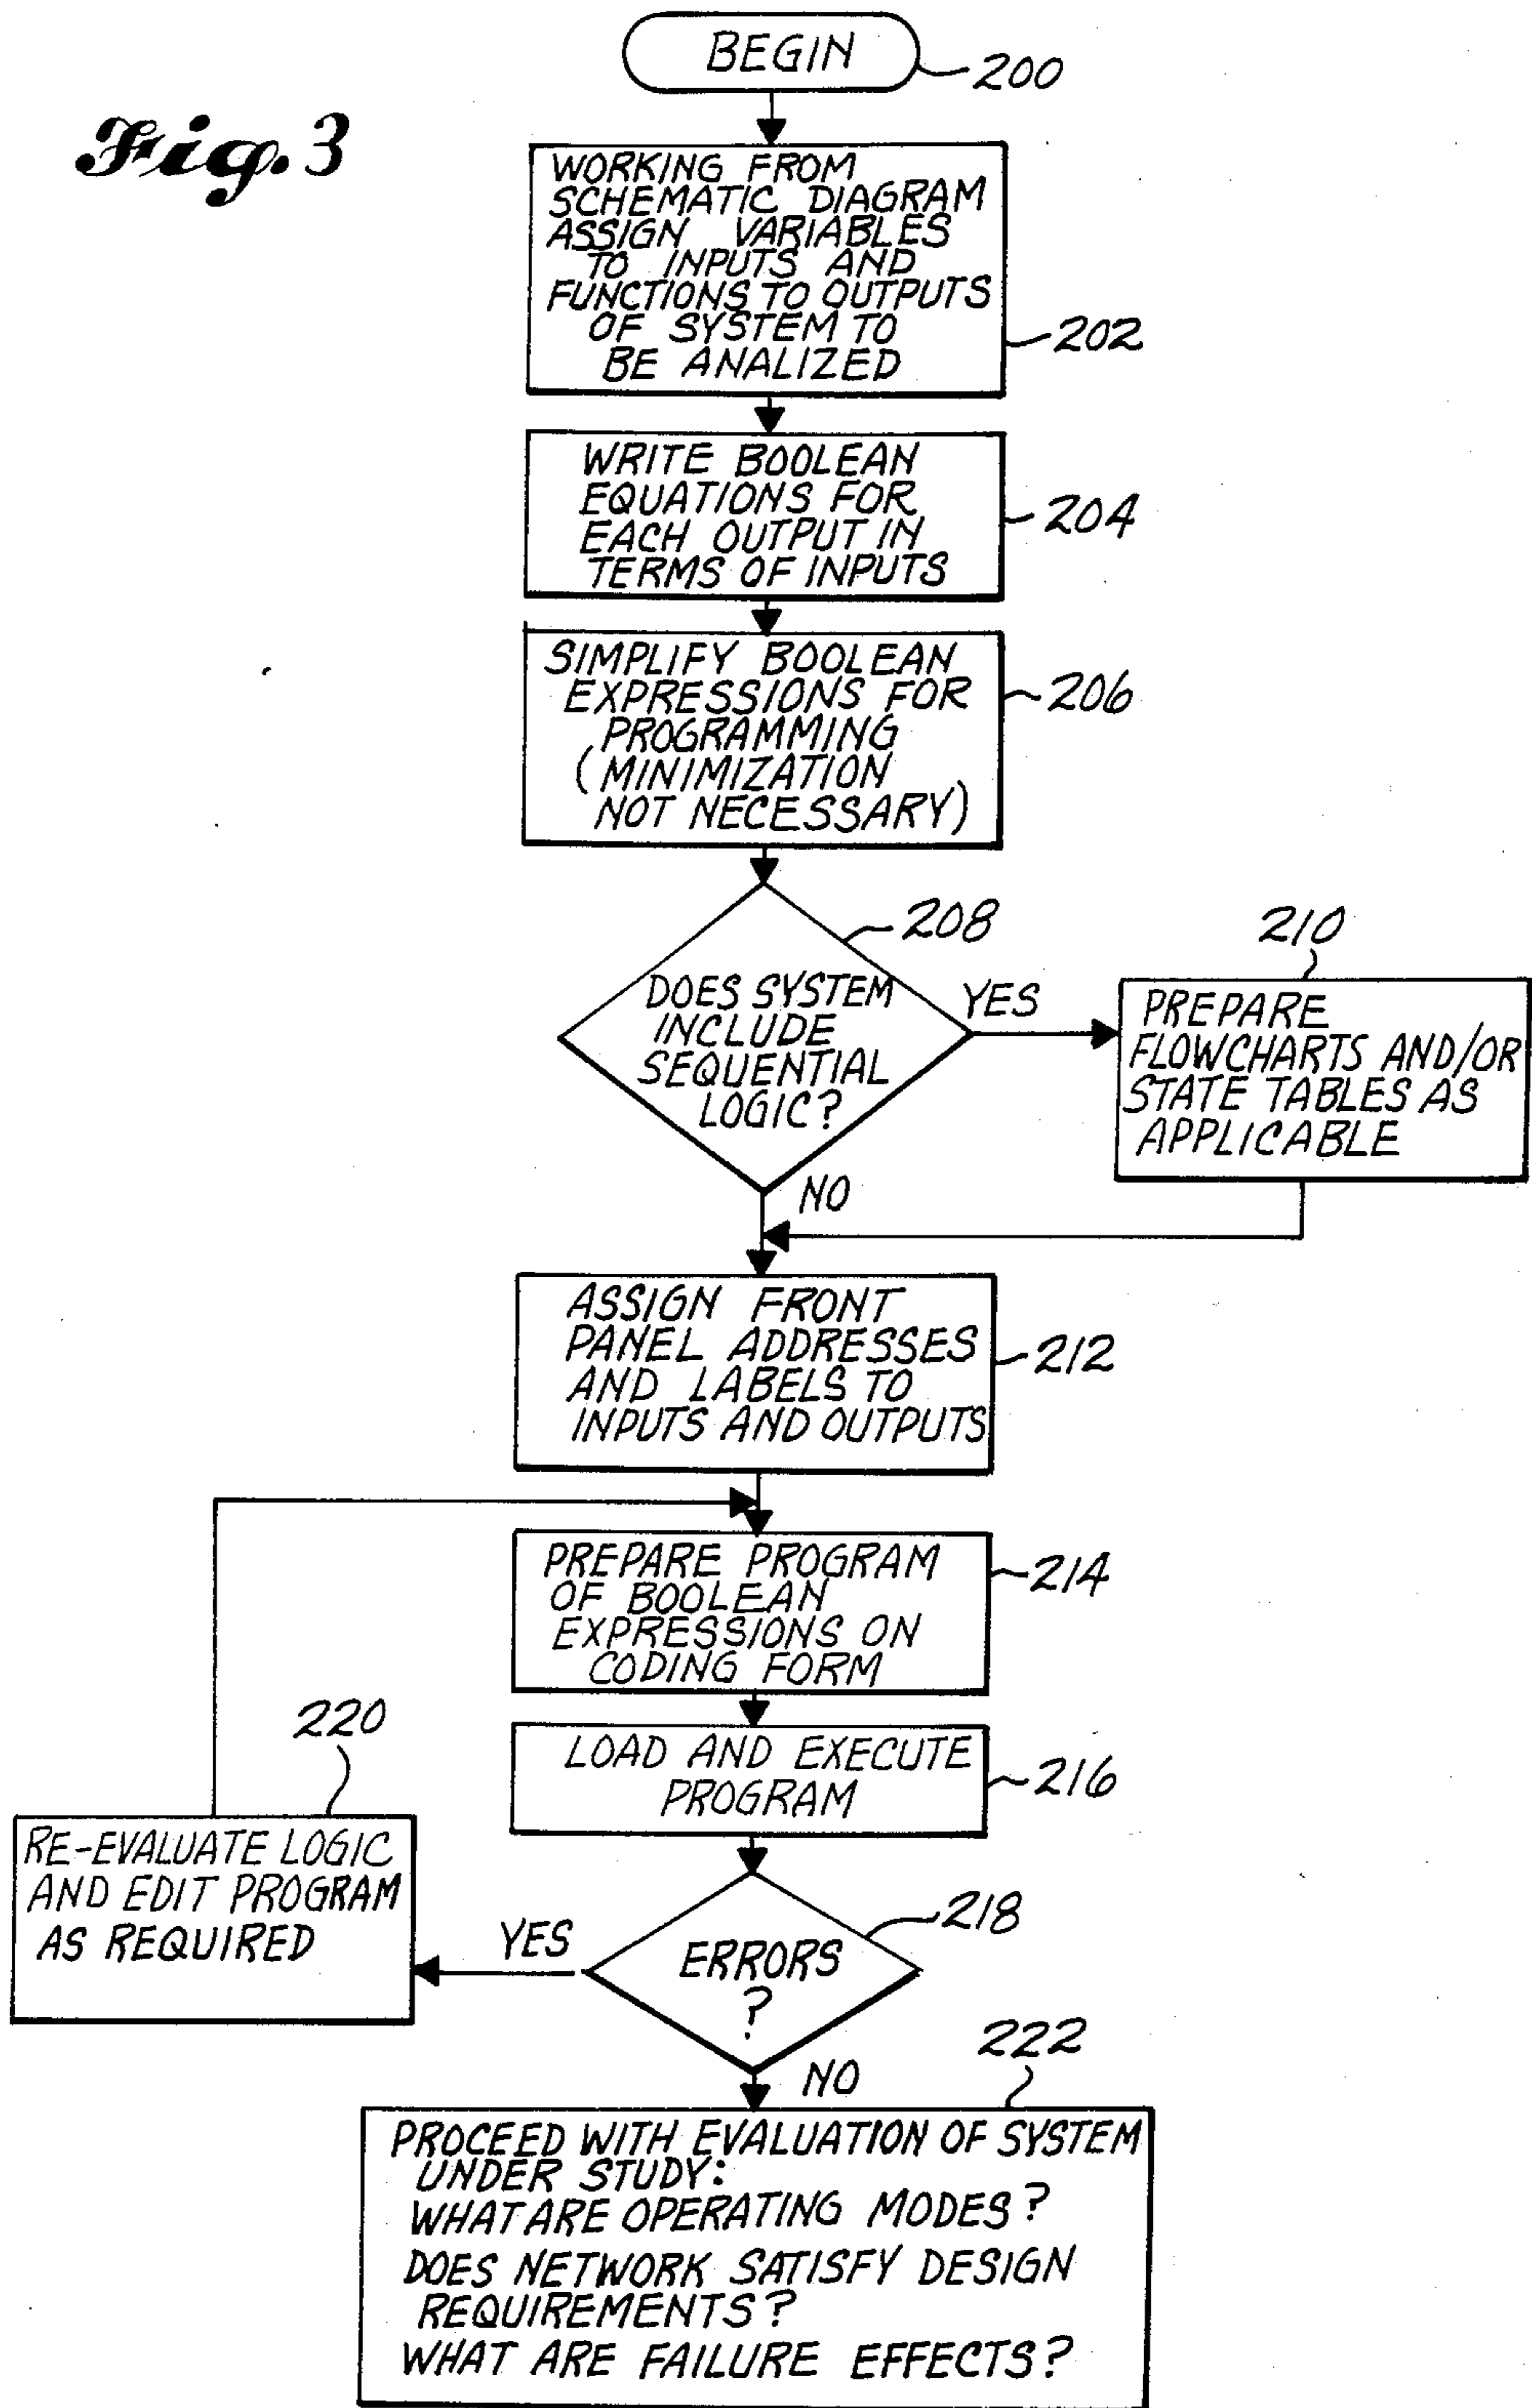 Fig. 3
BEGIN
200
WORKING FROM
SCHEMATIC DIAGRAM
ASSIGN VARIABLES
TO INPUTS AND
FUNCTIONS TO OUTPUTS
OF SYSTEM TO
BE ANALIZED
202
WRITE BOOLEAN
EQUATIONS FOR
EACH OUTPUT IN
TERMS OF INPUTS
204
SIMPLIFY BOOLEAN
EXPRESSIONS FOR
PROGRAMMING
(MINIMIZATION
NOT NECESSARY)
206
208
DOES SYSTEM
INCLUDE
SEQUENTIAL
LOGIC?
YES
210
PREPARE
FLOWCHARTS AND/OR
STATE TABLES AS
APPLICABLE
NO
ASSIGN FRONT
PANEL ADDRESSES
AND LABELS TO
INPUTS AND OUTPUTS
212
PREPARE PROGRAM
OF BOOLEAN
EXPRESSIONS ON
CODING FORM
214
LOAD AND EXECUTE
PROGRAM
216
220
RE-EVALUATE LOGIC
AND EDIT PROGRAM
AS REQUIRED
YES
ERRORS
?
218
NO
222
PROCEED WITH EVALUATION OF SYSTEM
UNDER STUDY:
WHAT ARE OPERATING MODES?
DOES NETWORK SATISFY DESIGN
REQUIREMENTS?
WHAT ARE FAILURE EFFECTS?